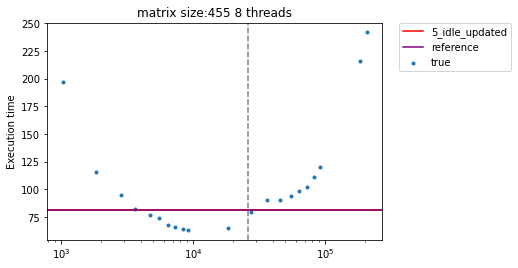 matrix size:455 8 threads
250
225
200
175
150
125
100
75
Execution time
10³
10⁴
10⁵
5_idle_updated
reference
true